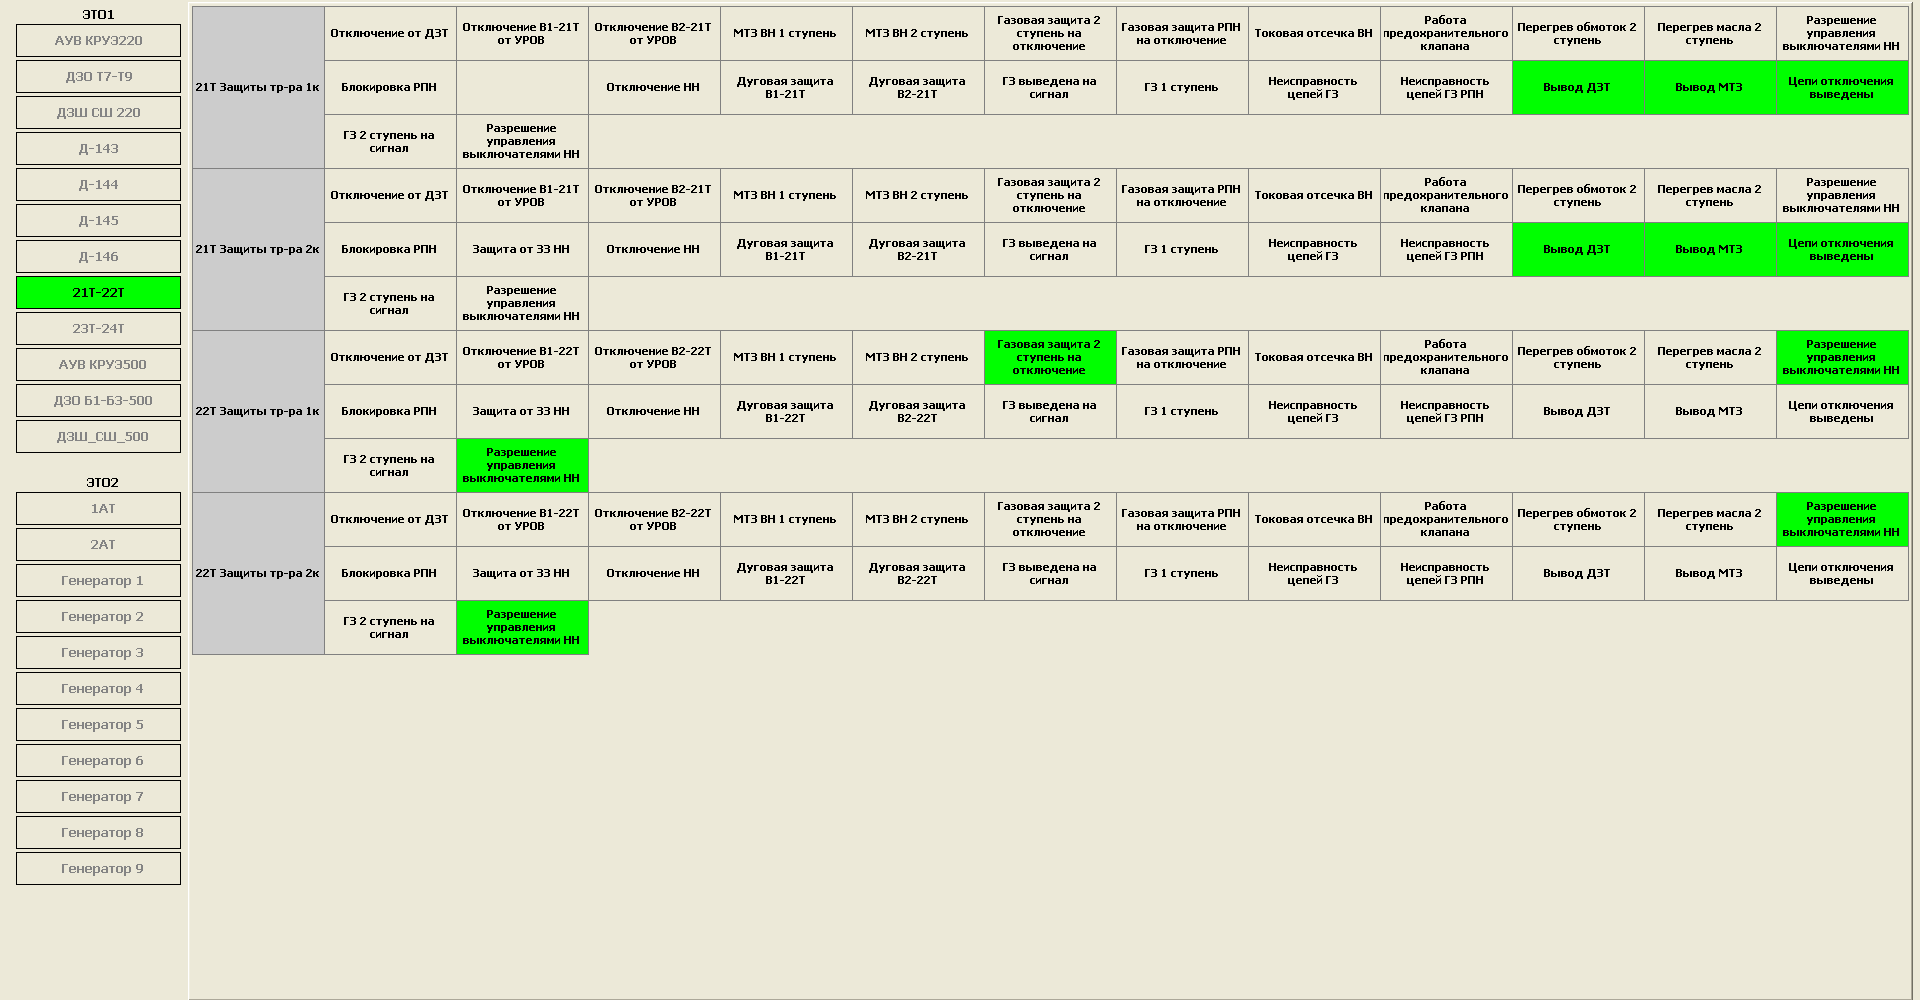 ЭТО1
АУВ КРУЭ220
ДЗО Т7-Т9
ДЗШ СШ 220
Д-143
Д-144
Д-145
Д-146
21Т-22Т
23Т-24Т
АУВ КРУЭ500
ДЗО Б1-Б3-500
ДЗШ_СШ_500
ЭТО2
1АТ
2АТ
Генератор 1
Генератор 2
Генератор 3
Генератор 4
Генератор 5
Генератор 6
Генератор 7
Генератор 8
Генератор 9
21Т Защиты тр-ра 1к
Отключение от ДЗТ
Отключение В1-21Т
от УРОВ
Отключение В2-21Т
от УРОВ
МТЗ ВН 1 ступень
МТЗ ВН 2 ступень
Газовая защита 2
ступень на
отключение
Газовая защита РПН
на отключение
Токовая отсечка ВН
Работа
предохранительного
клапана
Перегрев обмоток 2
ступень
Перегрев масла 2
ступень
Разрешение
управления
выключателями НН
Блокировка РПН
Отключение НН
Дуговая защита
В1-21Т
Дуговая защита
В2-21Т
ГЗ выведена на
сигнал
ГЗ 1 ступень
Неисправность
цепей ГЗ
Неисправность
цепей ГЗ РПН
Вывод ДЗТ
Вывод МТЗ
Цепи отключения
выведены
ГЗ 2 ступень на
сигнал
Разрешение
управления
выключателями НН
21Т Защиты тр-ра 2к
Отключение от ДЗТ
Отключение В1-21Т
от УРОВ
Отключение В2-21Т
от УРОВ
МТЗ ВН 1 ступень
МТЗ ВН 2 ступень
Газовая защита 2
ступень на
отключение
Газовая защита РПН
на отключение
Токовая отсечка ВН
Работа
предохранительного
клапана
Перегрев обмоток 2
ступень
Перегрев масла 2
ступень
Разрешение
управления
выключателями НН
Блокировка РПН
Защита от ЗЗ НН
Отключение НН
Дуговая защита
В1-21Т
Дуговая защита
В2-21Т
ГЗ выведена на
сигнал
ГЗ 1 ступень
Неисправность
цепей ГЗ
Неисправность
цепей ГЗ РПН
Вывод ДЗТ
Вывод МТЗ
Цепи отключения
выведены
ГЗ 2 ступень на
сигнал
Разрешение
управления
выключателями НН
22Т Защиты тр-ра 1к
Отключение от ДЗТ
Отключение В1-22Т
от УРОВ
Отключение В2-22Т
от УРОВ
МТЗ ВН 1 ступень
МТЗ ВН 2 ступень
Газовая защита 2
ступень на
отключение
Газовая защита РПН
на отключение
Токовая отсечка ВН
Работа
предохранительного
клапана
Перегрев обмоток 2
ступень
Перегрев масла 2
ступень
Разрешение
управления
выключателями НН
Блокировка РПН
Защита от ЗЗ НН
Отключение НН
Дуговая защита
В1-22Т
Дуговая защита
В2-22Т
ГЗ выведена на
сигнал
ГЗ 1 ступень
Неисправность
цепей ГЗ
Неисправность
цепей ГЗ РПН
Вывод ДЗТ
Вывод МТЗ
Цепи отключения
выведены
ГЗ 2 ступень на
сигнал
Разрешение
управления
выключателями НН
22Т Защиты тр-ра 2к
Отключение от ДЗТ
Отключение В1-22Т
от УРОВ
Отключение В2-22Т
от УРОВ
МТЗ ВН 1 ступень
МТЗ ВН 2 ступень
Газовая защита 2
ступень на
отключение
Газовая защита РПН
на отключение
Токовая отсечка ВН
Работа
предохранительного
клапана
Перегрев обмоток 2
ступень
Перегрев масла 2
ступень
Разрешение
управления
выключателями НН
Блокировка РПН
Защита от ЗЗ НН
Отключение НН
Дуговая защита
В1-22Т
Дуговая защита
В2-22Т
ГЗ выведена на
сигнал
ГЗ 1 ступень
Неисправность
цепей ГЗ
Неисправность
цепей ГЗ РПН
Вывод ДЗТ
Вывод МТЗ
Цепи отключения
выведены
ГЗ 2 ступень на
сигнал
Разрешение
управления
выключателями НН